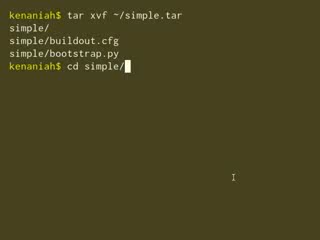 kenaniah$ tar xvf ~/simple.tar
simple/
simple/buildout.cfg
simple/bootstrap.py
kenaniah$ cd simple/